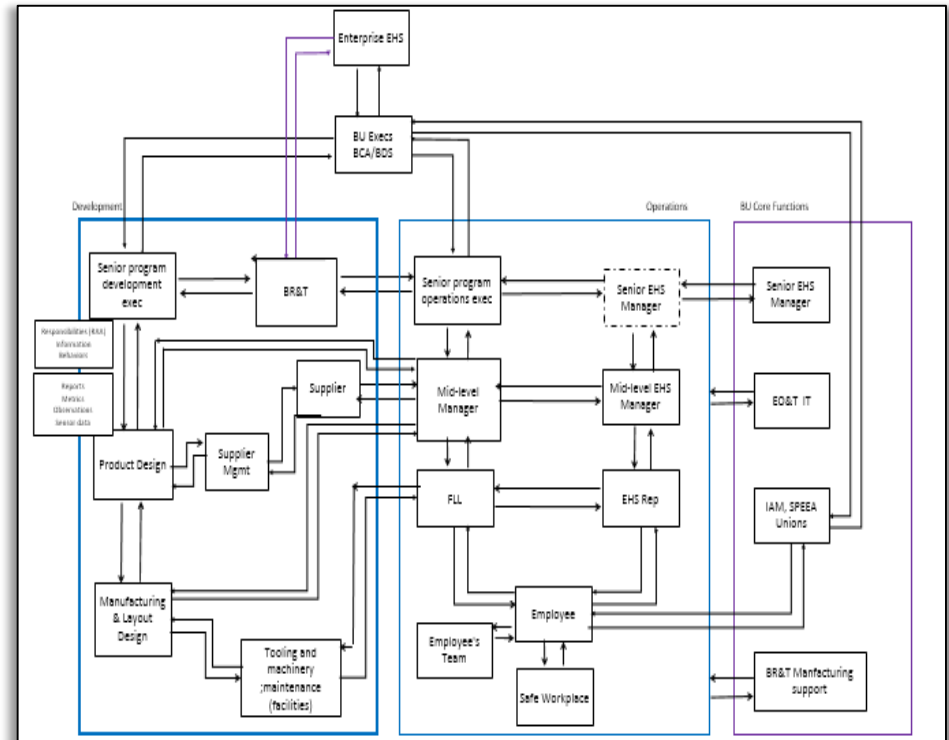 Enterprise EHS
BU Execs
BCA/BDS
Development
Operations
BU Core Functions
Senior program
development
exec
BR&T
Senior program
operations exec
Senior EHS
Manager
Senior EHS
Manager
Responsibilities (RAA)
Information
Behaviors
Reports
Metrics
Observations
Sensor data
Supplier
Mid-level
Manager
Mid-level EHS
Manager
EO&T IT
Product Design
Supplier
Mgmt
FLL
EHS Rep
IAM, SPEEA
Unions
Manufacturing
& Layout
Design
Employee
Employee's
Team
Tooling and
machinery
;maintenance
(facilities)
Safe Workplace
BR&T Manfacturing
support